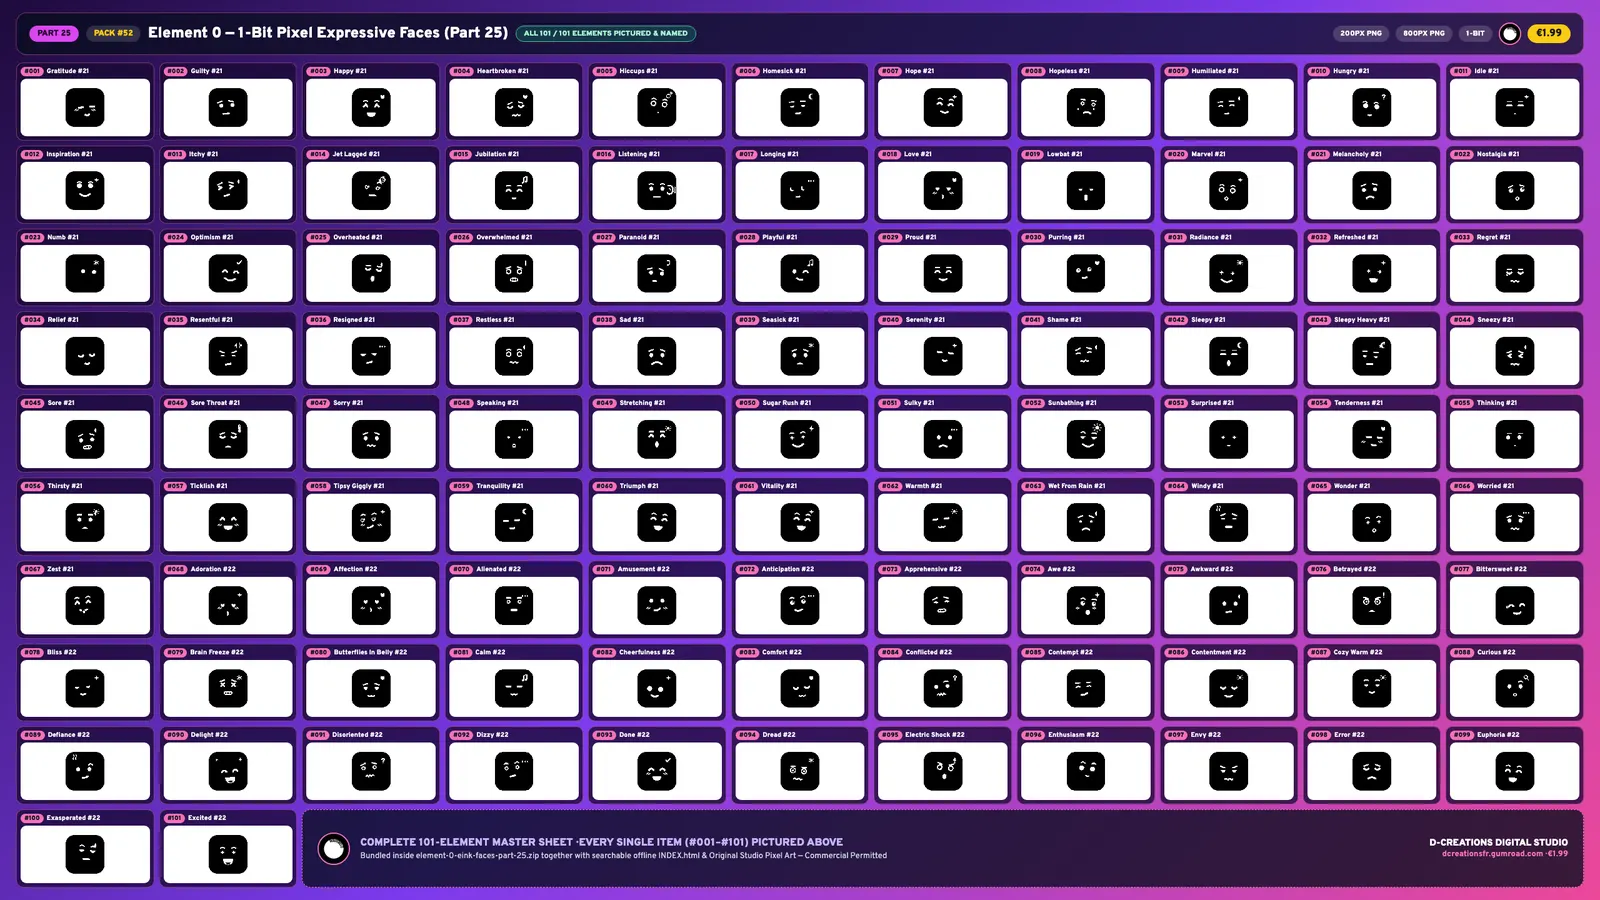 PART 25 PACK #52 Element 0 – 1-Bit Pixel Expressive Faces (Part 25) ALL 101 / 101 ELEMENTS PICTURED & NAMED 200PX PNG 800PX PNG 1-BIT €1.99
#001 Gratitude #21 #002 Guilty #21 #003 Happy #21 #004 Heartbroken #21 #005 Hiccups #21 #006 Homesick #21 #007 Hope #21 #008 Hopeless #21 #009 Humiliated #21 #010 Hungry #21 #011 Idle #21
#012 Inspiration #21 #013 Itchy #21 #014 Jet Lagged #21 #015 Jubilation #21 #016 Listening #21 #017 Longing #21 #018 Love #21 #019 Lowbat #21 #020 Marvel #21 #021 Melancholy #21 #022 Nostalgia #21
#023 Numb #21 #024 Optimism #21 #025 Overheated #21 #026 Overwhelmed #21 #027 Paranoid #21 #028 Playful #21 #029 Proud #21 #030 Purring #21 #031 Radiance #21 #032 Refreshed #21 #033 Regret #21
#034 Relief #21 #035 Resentful #21 #036 Resigned #21 #037 Restless #21 #038 Sad #21 #039 Seasick #21 #040 Serenity #21 #041 Shame #21 #042 Sleepy #21 #043 Sleepy Heavy #21 #044 Sneezy #21
#045 Sore #21 #046 Sore Throat #21 #047 Sorry #21 #048 Speaking #21 #049 Stretching #21 #050 Sugar Rush #21 #051 Sulky #21 #052 Sunbathing #21 #053 Surprised #21 #054 Tenderness #21 #055 Thinking #21
#056 Thirsty #21 #057 Ticklish #21 #058 Tipsy Giggly #21 #059 Tranquility #21 #060 Triumph #21 #061 Vitality #21 #062 Warmth #21 #063 Wet From Rain #21 #064 Windy #21 #065 Wonder #21 #066 Worried #21
#067 Zest #21 #068 Adoration #22 #069 Affection #22 #070 Alienated #22 #071 Amusement #22 #072 Anticipation #22 #073 Apprehensive #22 #074 Awe #22 #075 Awkward #22 #076 Betrayed #22 #077 Bittersweet #22
#078 Bliss #22 #079 Brain Freeze #22 #080 Butterflies In Belly #22 #081 Calm #22 #082 Cheerfulness #22 #083 Comfort #22 #084 Conflicted #22 #085 Contempt #22 #086 Contentment #22 #087 Cozy Warm #22 #088 Curious #22
#089 Defiance #22 #090 Delight #22 #091 Disoriented #22 #092 Dizzy #22 #093 Done #22 #094 Dread #22 #095 Electric Shock #22 #096 Enthusiasm #22 #097 Envy #22 #098 Error #22 #099 Euphoria #22
#100 Exasperated #22 #101 Excited #22
COMPLETE 101-ELEMENT MASTER SHEET · EVERY SINGLE ITEM (#001–#101) PICTURED ABOVE
Bundled inside element-0-eink-faces-part-25.zip together with searchable offline INDEX.html & Original Studio Pixel Art — Commercial Permitted
D-CREATIONS DIGITAL STUDIO
dcreationsfr.gumroad.com · €1.99